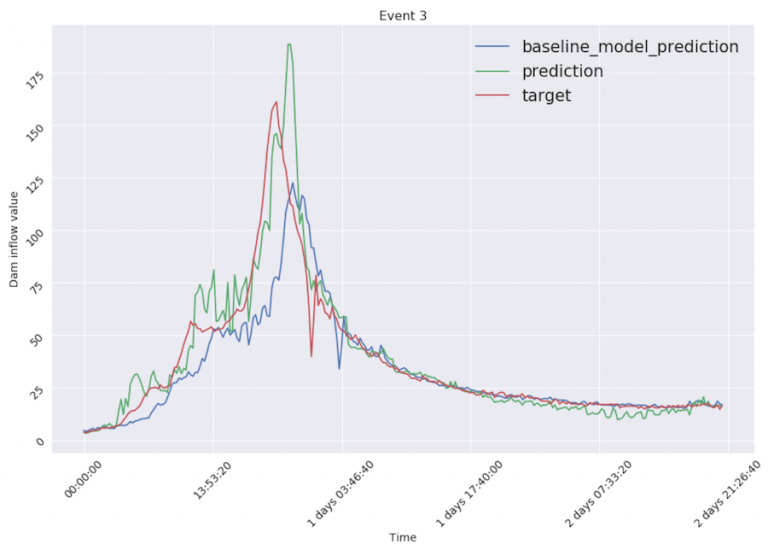 Event 3
baseline_model_prediction
prediction
target
Dam inflow value
175
150
125
100
75
50
25
0
00:00:00
13:53:20
1 days 03:46:40
1 days 17:40:00
2 days 07:33:20
2 days 21:26:40
Time